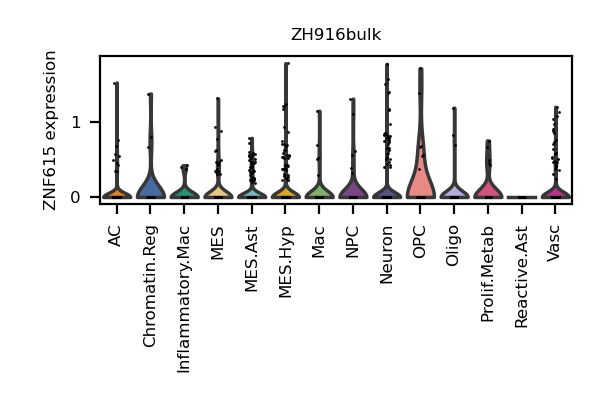 ZH916bulk
ZNF615 expression
1
0
AC
Chromatin.Reg
Inflammatory.Mac
MES
MES.Ast
MES.Hyp
Mac
NPC
Neuron
OPC
Oligo
Prolif.Metab
Reactive.Ast
Vasc